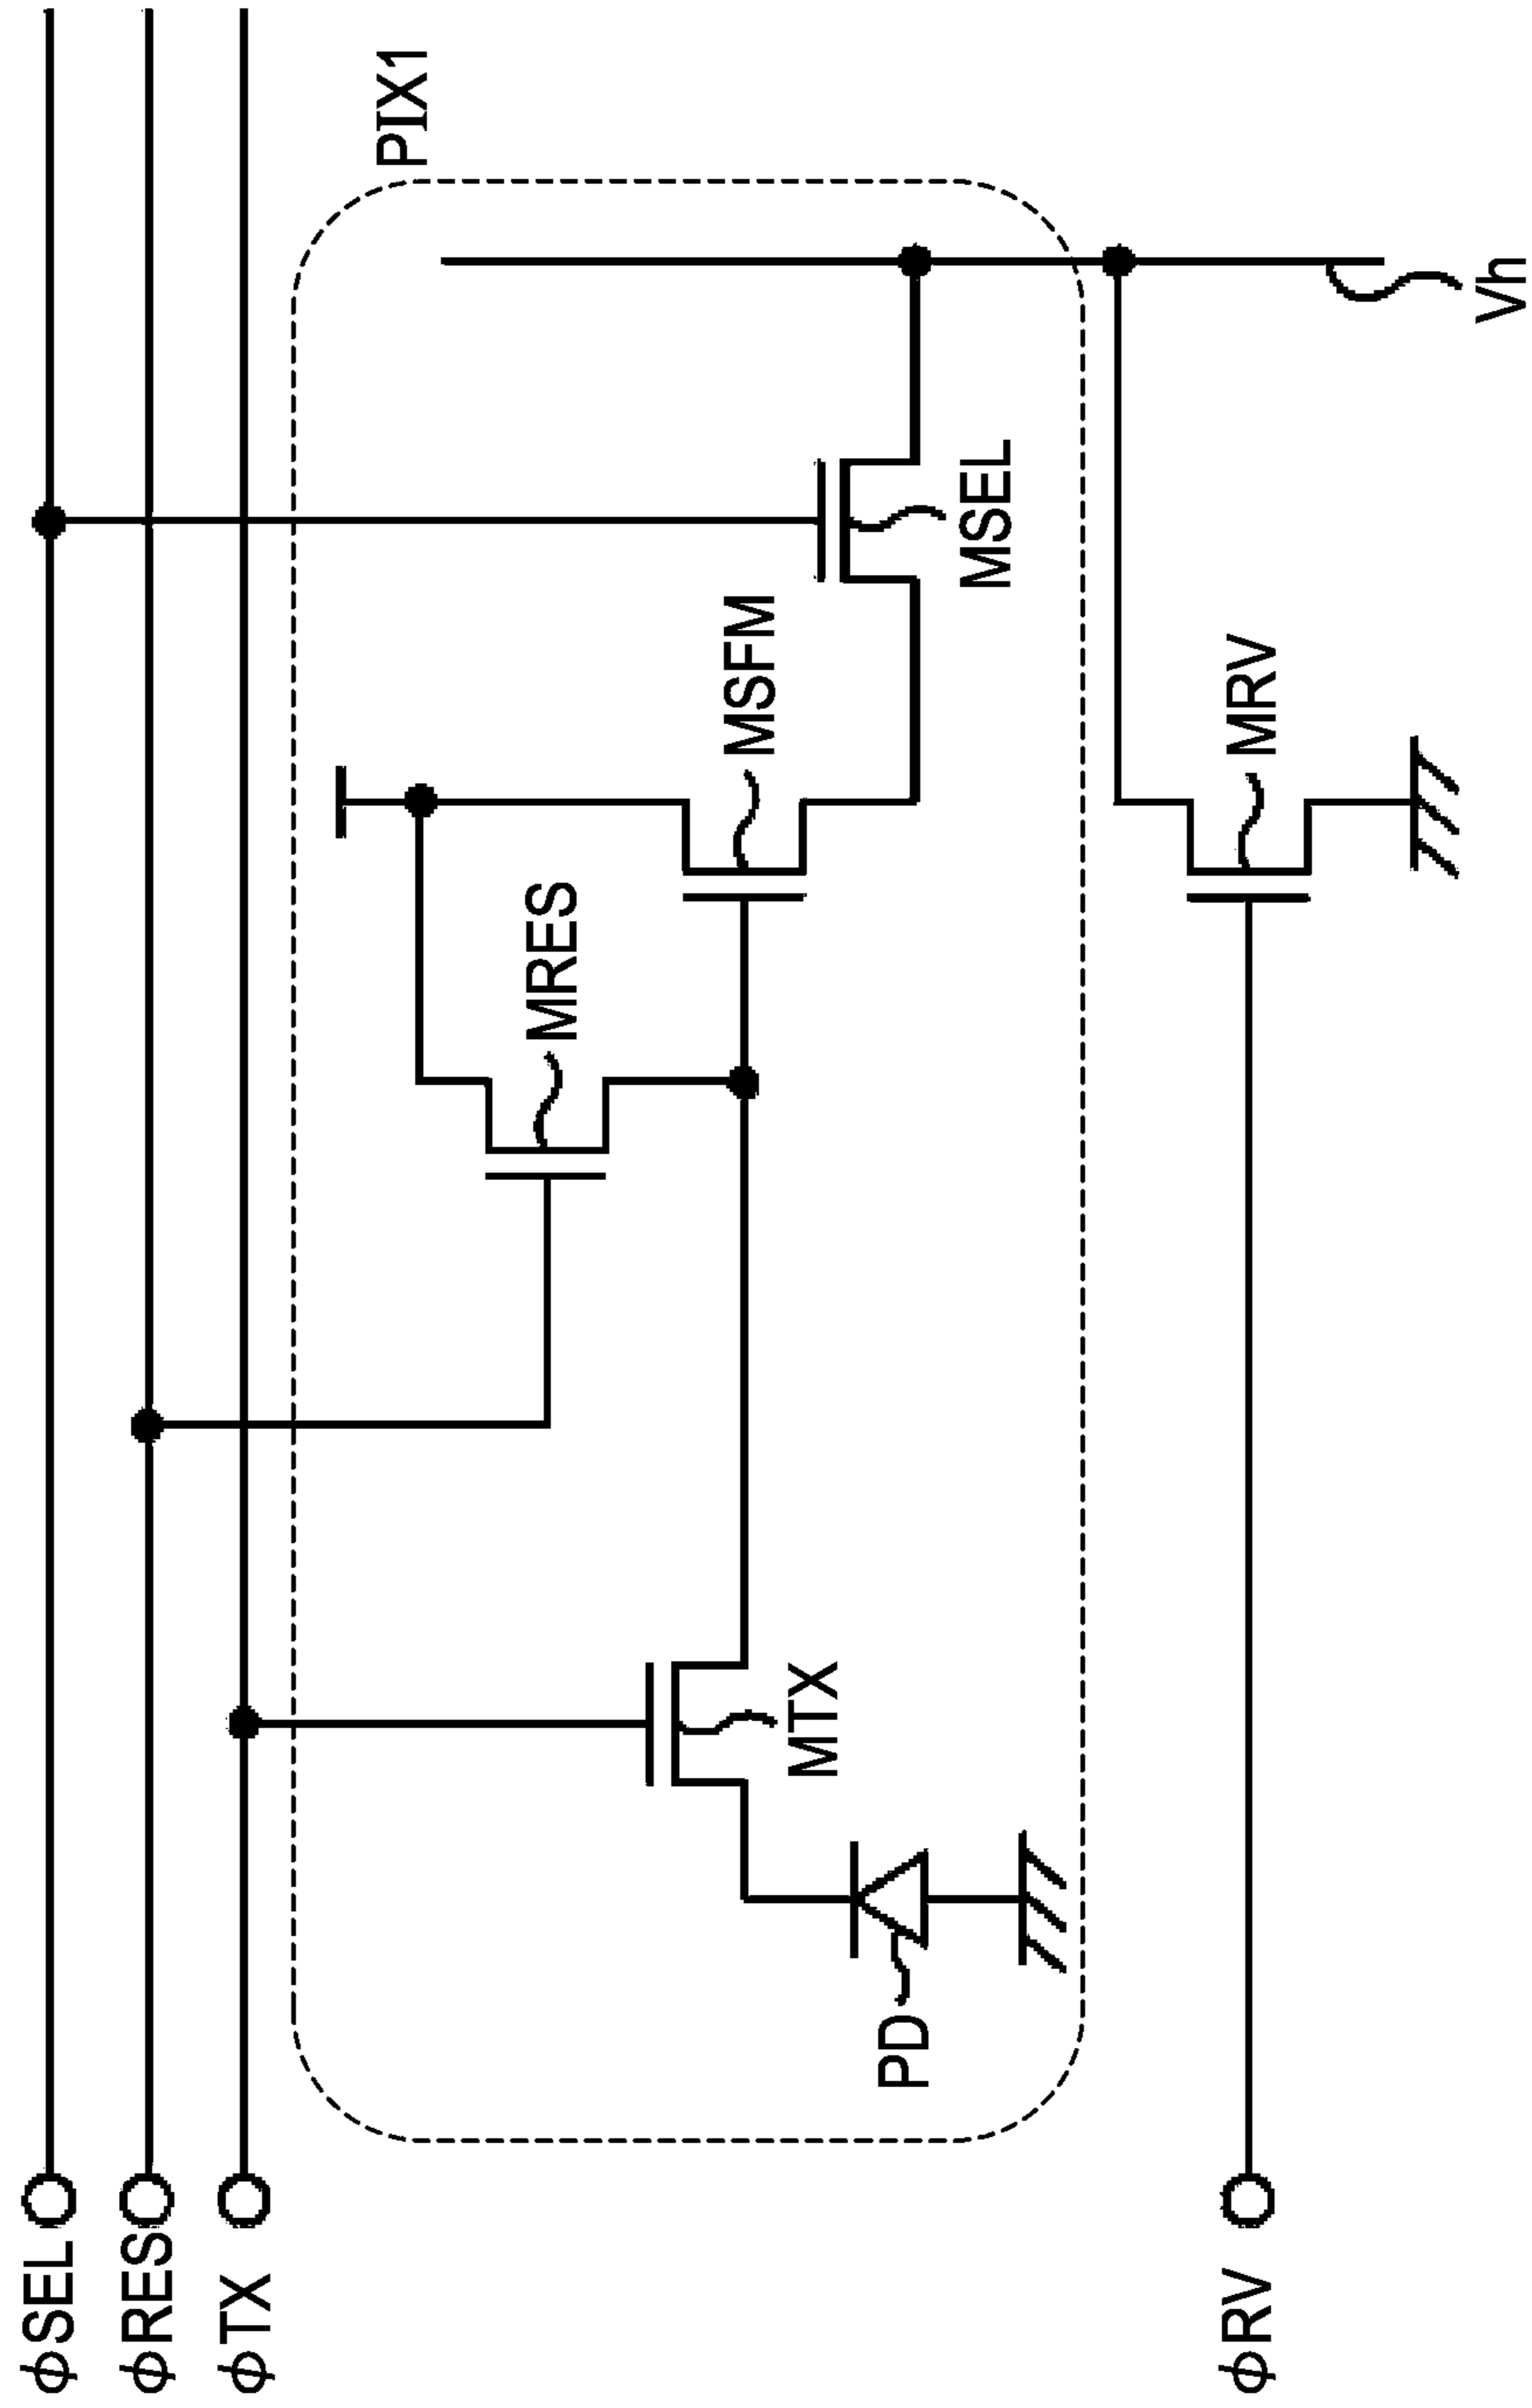 ϕSEL
ϕRES
ϕTX
PIX1
MRES
MSFM
MSEL
MTX
PD
Vh
MRV
ϕRV